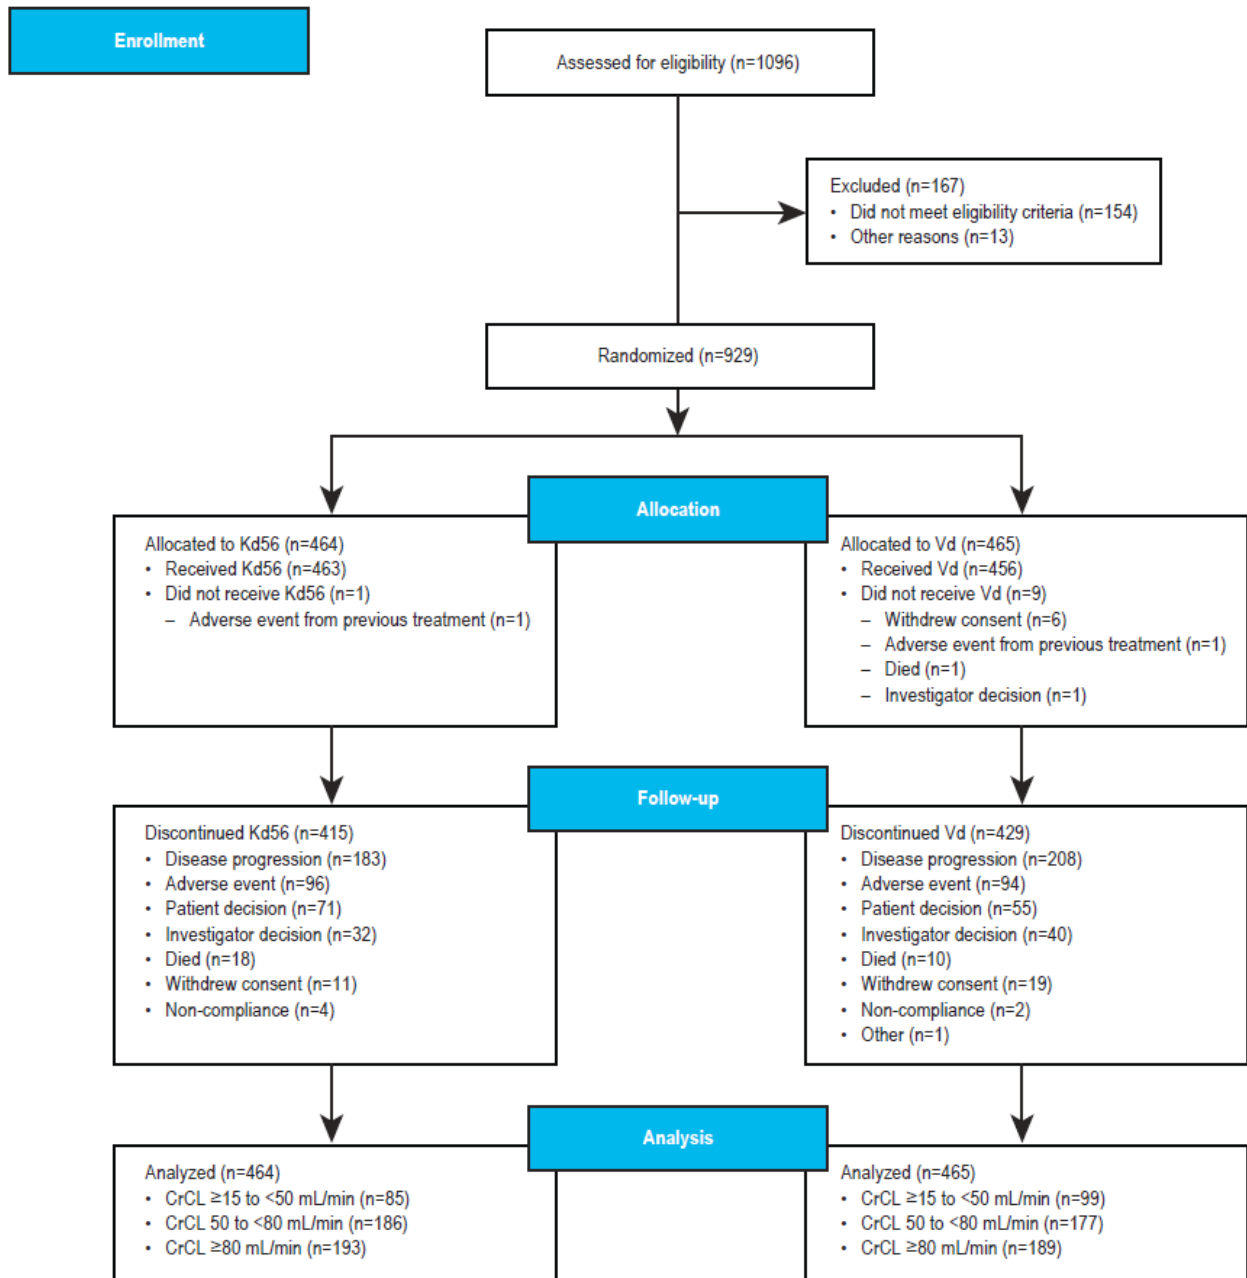 Enrollment
Assessed for eligibility (n=1096)
Excluded (n=167)
• Did not meet eligibility criteria (n=154)
• Other reasons (n=13)
Randomized (n=929)
Allocation
Allocated to Kd56 (n=464)
• Received Kd56 (n=463)
• Did not receive Kd56 (n=1)
– Adverse event from previous treatment (n=1)
Allocated to Vd (n=465)
• Received Vd (n=456)
• Did not receive Vd (n=9)
– Withdrew consent (n=6)
– Adverse event from previous treatment (n=1)
– Died (n=1)
– Investigator decision (n=1)
Follow-up
Discontinued Kd56 (n=415)
• Disease progression (n=183)
• Adverse event (n=96)
• Patient decision (n=71)
• Investigator decision (n=32)
• Died (n=18)
• Withdrew consent (n=11)
• Non-compliance (n=4)
Discontinued Vd (n=429)
• Disease progression (n=208)
• Adverse event (n=94)
• Patient decision (n=55)
• Investigator decision (n=40)
• Died (n=10)
• Withdrew consent (n=19)
• Non-compliance (n=2)
• Other (n=1)
Analysis
Analyzed (n=464)
• CrCL ≥15 to <50 mL/min (n=85)
• CrCL 50 to <80 mL/min (n=186)
• CrCL ≥80 mL/min (n=193)
Analyzed (n=465)
• CrCL ≥15 to <50 mL/min (n=99)
• CrCL 50 to <80 mL/min (n=177)
• CrCL ≥80 mL/min (n=189)